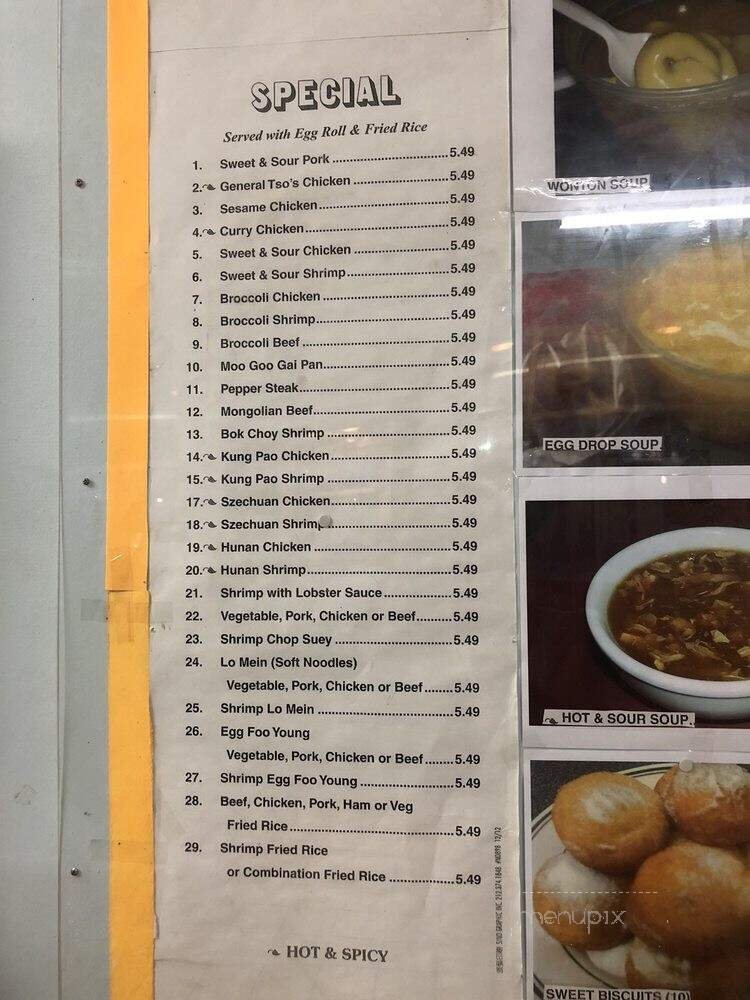 SPECIAL
Served with Egg Roll & Fried Rice
1. Sweet & Sour Pork ........ 5.49
2. General Tso's Chicken ........ 5.49
3. Sesame Chicken ........ 5.49
4. Curry Chicken ........ 5.49
5. Sweet & Sour Chicken ........ 5.49
6. Sweet & Sour Shrimp ........ 5.49
7. Broccoli Chicken ........ 5.49
8. Broccoli Shrimp ........ 5.49
9. Broccoli Beef ........ 5.49
10. Moo Goo Gai Pan ........ 5.49
11. Pepper Steak ........ 5.49
12. Mongolian Beef ........ 5.49
13. Bok Choy Shrimp ........ 5.49
14. Kung Pao Chicken ........ 5.49
15. Kung Pao Shrimp ........ 5.49
17. Szechuan Chicken ........ 5.49
18. Szechuan Shrimp ........ 5.49
19. Hunan Chicken ........ 5.49
20. Hunan Shrimp ........ 5.49
21. Shrimp with Lobster Sauce ........ 5.49
22. Vegetable, Pork, Chicken or Beef ........ 5.49
23. Shrimp Chop Suey ........ 5.49
24. Lo Mein (Soft Noodles)
Vegetable, Pork, Chicken or Beef ........ 5.49
25. Shrimp Lo Mein ........ 5.49
26. Egg Foo Young
Vegetable, Pork, Chicken or Beef ........ 5.49
27. Shrimp Egg Foo Young ........ 5.49
28. Beef, Chicken, Pork, Ham or Veg
Fried Rice ........ 5.49
29. Shrimp Fried Rice
or Combination Fried Rice ........ 5.49
HOT & SPICY
WONTON SOUP
EGG DROP SOUP
HOT & SOUR SOUP
SWEET BISCUITS (10)
menupix